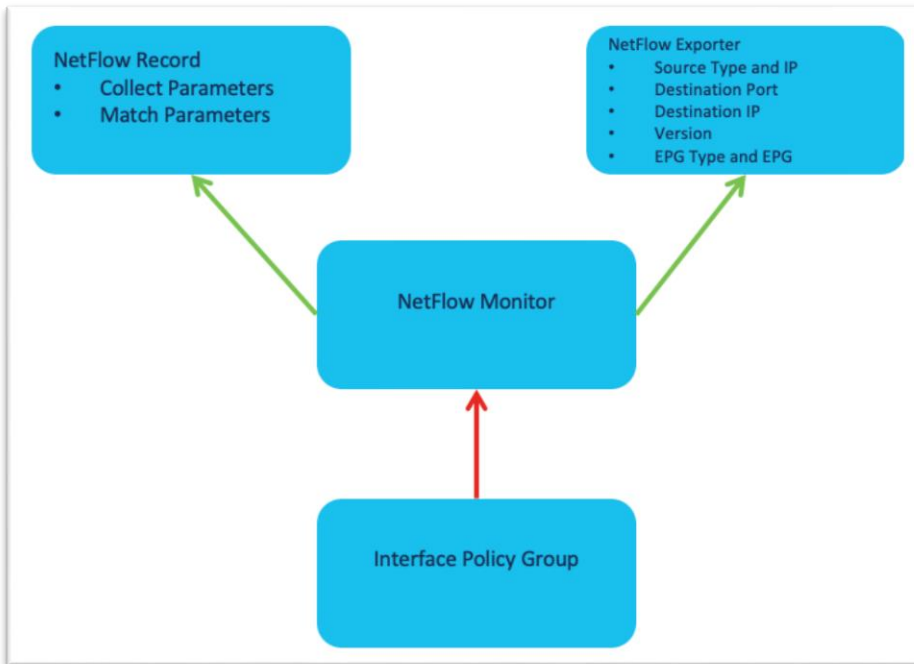 NetFlow Record
• Collect Parameters
• Match Parameters
NetFlow Exporter
• Source Type and IP
• Destination Port
• Destination IP
• Version
• EPG Type and EPG
NetFlow Monitor
Interface Policy Group